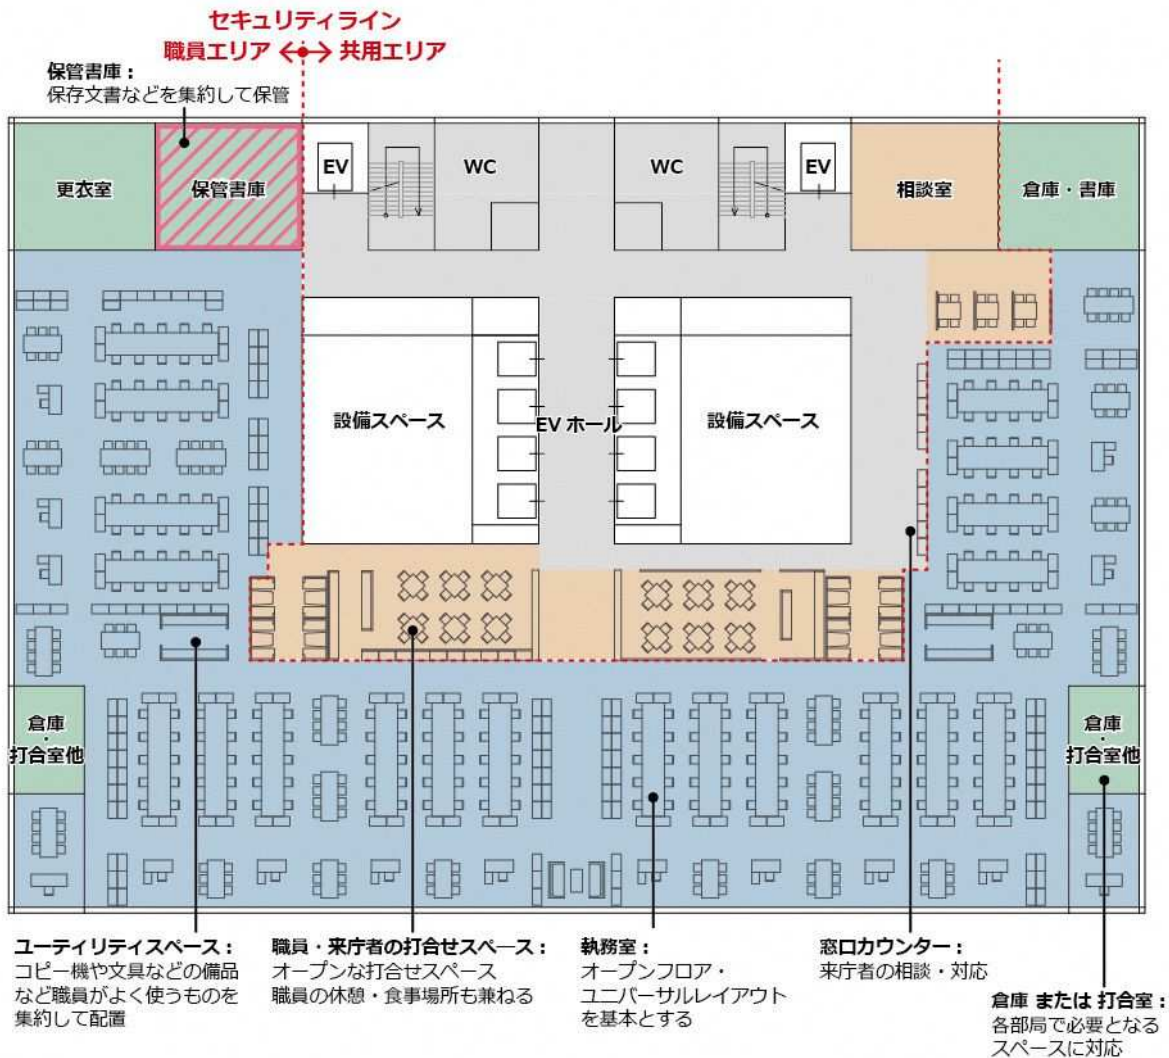 セキュリティライン
職員エリア ←→ 共用エリア
保管書庫：
保存文書などを集約して保管
更衣室
保管書庫
EV
WC
WC
EV
相談室
倉庫・書庫
設備スペース
EV ホール
設備スペース
倉庫
・
打合室他
倉庫
・
打合室他
ユーティリティスペース：
コピー機や文具などの備品
など職員がよく使うものを
集約して配置
職員・来庁者の打合せスペース：
オープンな打合せスペース
職員の休憩・食事場所も兼ねる
執務室：
オープンフロア・
ユニバーサルレイアウト
を基本とする
窓口カウンター：
来庁者の相談・対応
倉庫 または 打合室：
各部局で必要となる
スペースに対応